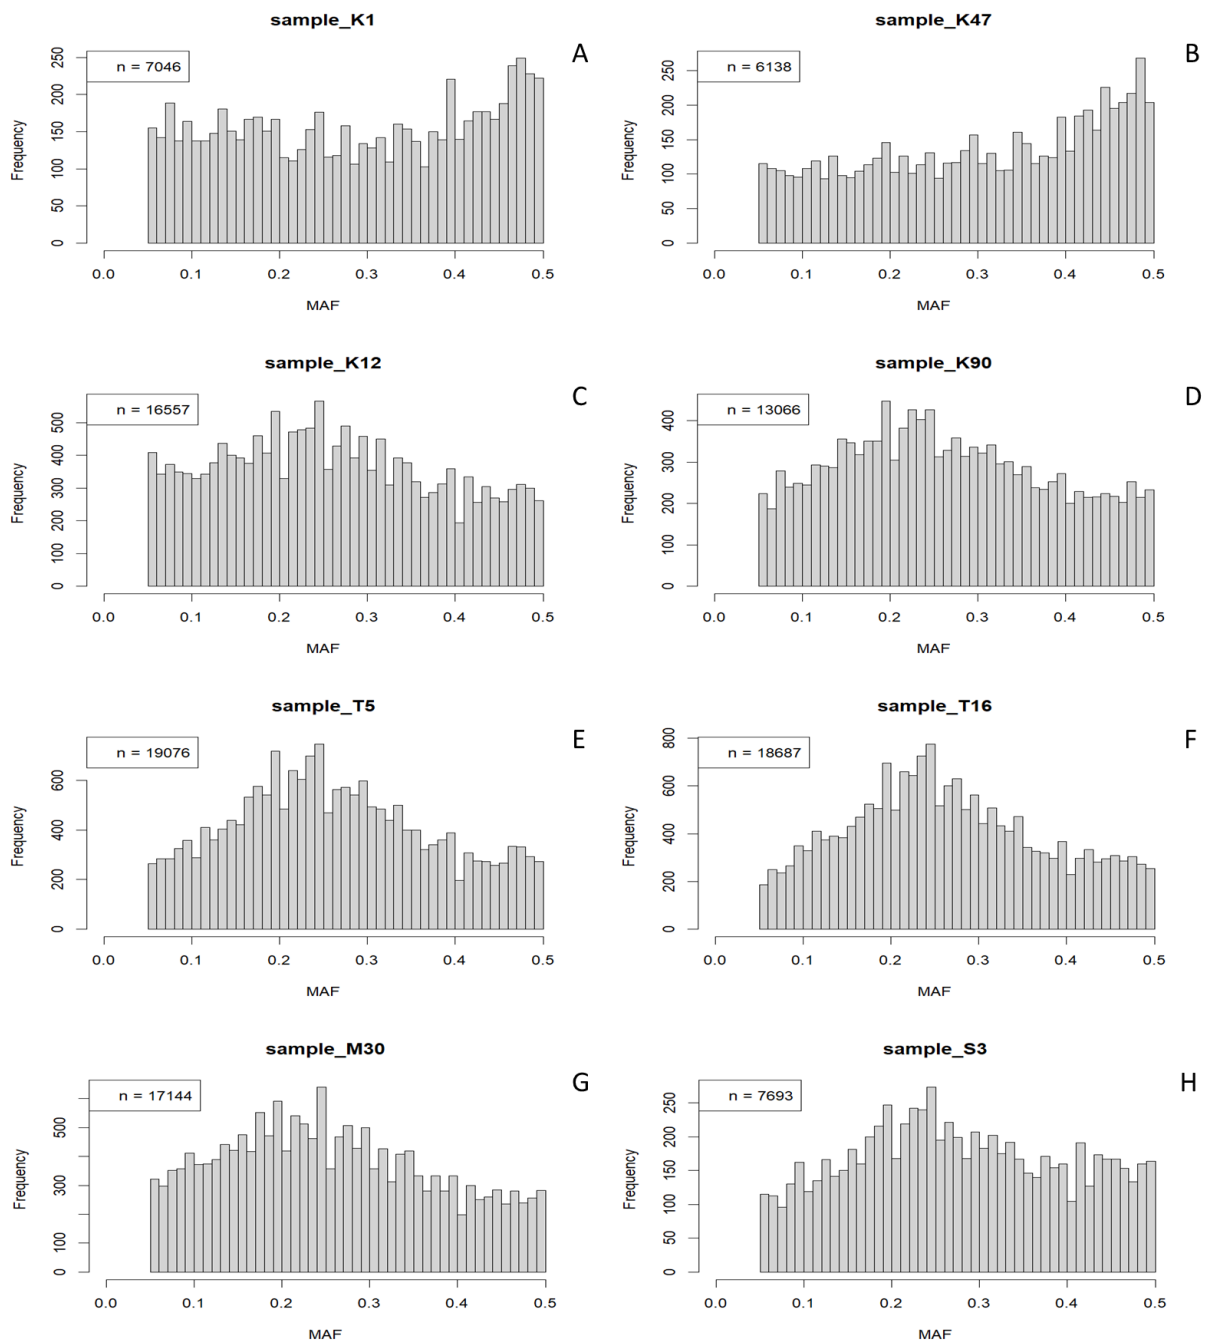 sample_K1
A
n = 7046
250
200
150
100
50
0
Frequency
0.0 0.1 0.2 0.3 0.4 0.5
MAF
sample_K47
B
n = 6138
250
200
150
100
50
0
Frequency
0.0 0.1 0.2 0.3 0.4 0.5
MAF
sample_K12
C
n = 16557
500
400
300
200
100
0
Frequency
0.0 0.1 0.2 0.3 0.4 0.5
MAF
sample_K90
D
n = 13066
400
300
200
100
0
Frequency
0.0 0.1 0.2 0.3 0.4 0.5
MAF
sample_T5
E
n = 19076
600
400
200
0
Frequency
0.0 0.1 0.2 0.3 0.4 0.5
MAF
sample_T16
F
n = 18687
800
600
400
200
0
Frequency
0.0 0.1 0.2 0.3 0.4 0.5
MAF
sample_M30
G
n = 17144
500
300
100
0
Frequency
0.0 0.1 0.2 0.3 0.4 0.5
MAF
sample_S3
H
n = 7693
250
200
150
100
50
0
Frequency
0.0 0.1 0.2 0.3 0.4 0.5
MAF